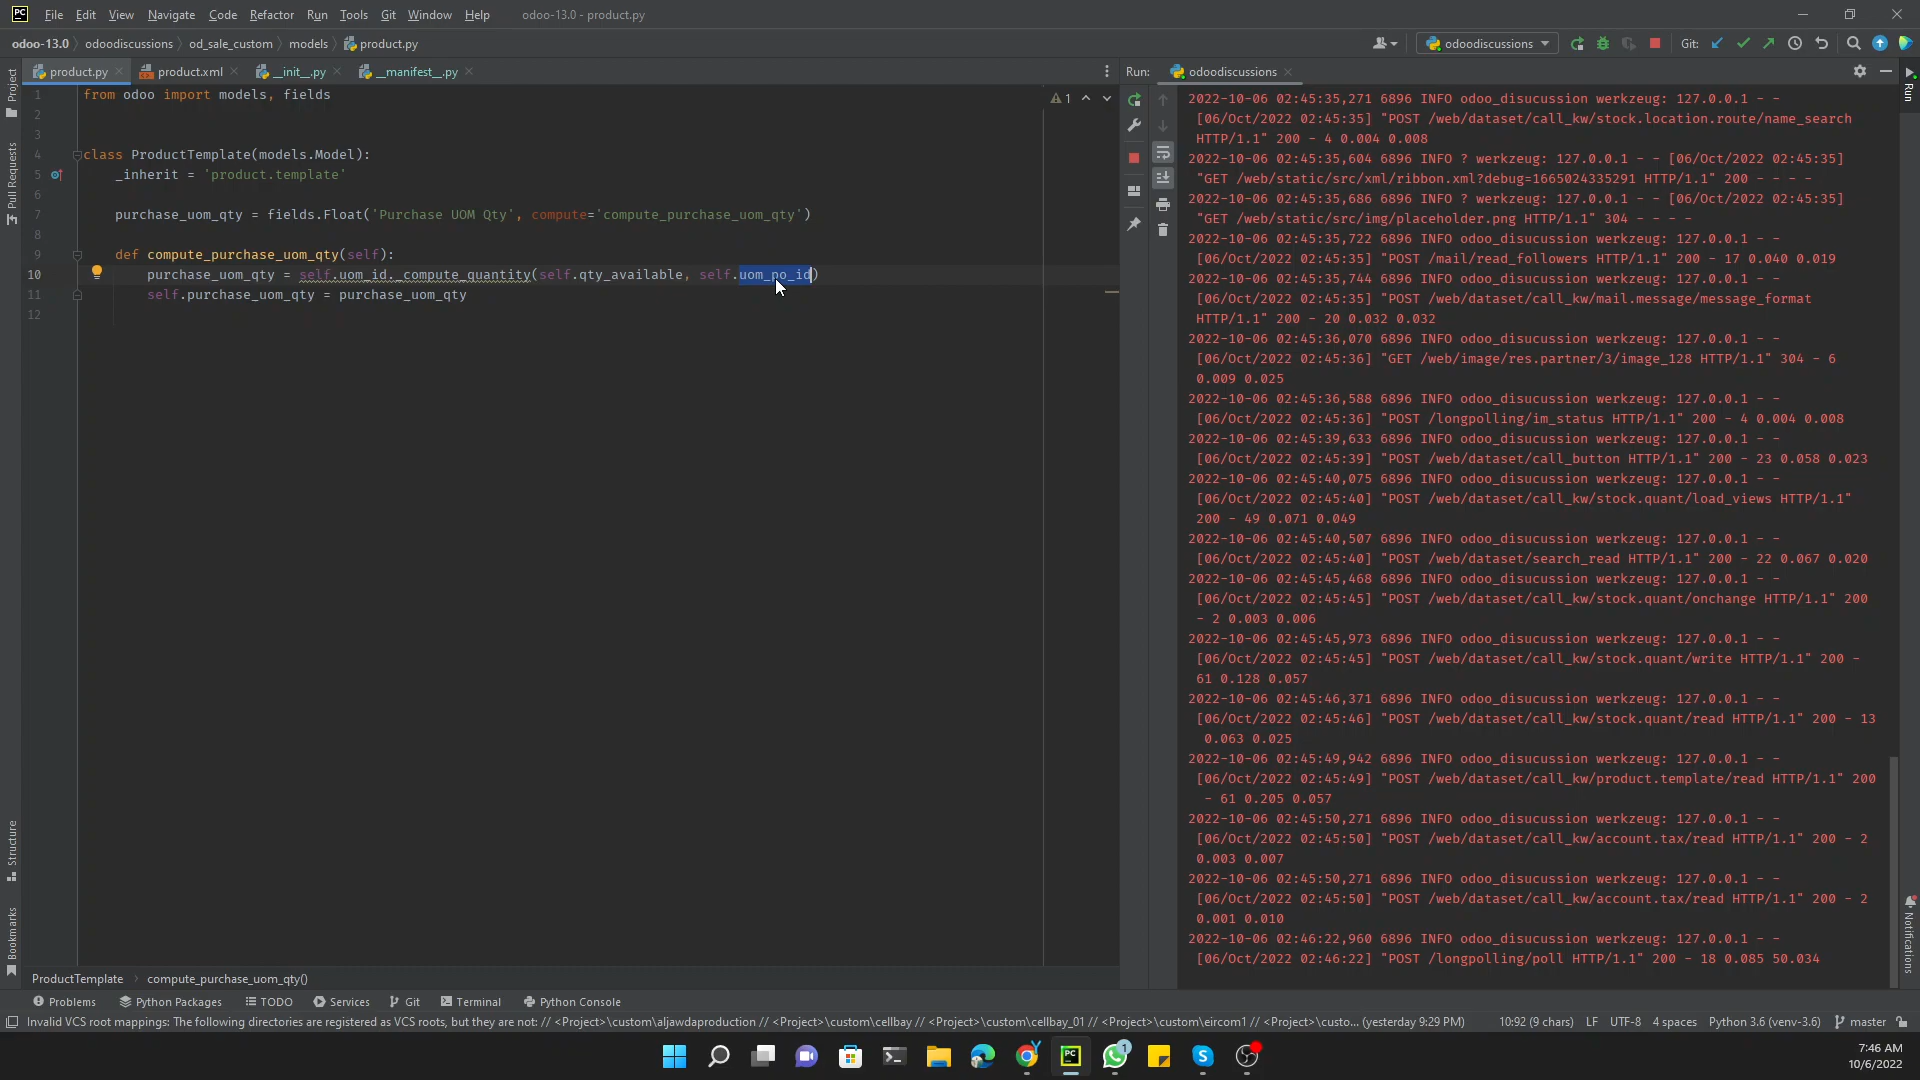 PC File Edit View Navigate Code Refactor Run Tools Git Window Help odoo-13.0 - product.py
odoo-13.0 odoodiscussions od_sale_custom models product.py odoodiscussions Git:
product.py product.xml __init__.py __manifest__.py Run: odoodiscussions
Project
Pull Requests
Structure
Bookmarks
1 from odoo import models, fields
2
3
4 class ProductTemplate(models.Model):
5 _inherit = 'product.template'
6
7 purchase_uom_qty = fields.Float('Purchase UOM Qty', compute='compute_purchase_uom_qty')
8
9 def compute_purchase_uom_qty(self):
10 purchase_uom_qty = self.uom_id._compute_quantity(self.qty_available, self.uom_po_id)
11 self.purchase_uom_qty = purchase_uom_qty
12
1
2022-10-06 02:45:35,271 6896 INFO odoo_disucussion werkzeug: 127.0.0.1 - -
[06/Oct/2022 02:45:35] "POST /web/dataset/call_kw/stock.location.route/name_search
HTTP/1.1" 200 - 4 0.004 0.008
2022-10-06 02:45:35,604 6896 INFO ? werkzeug: 127.0.0.1 - - [06/Oct/2022 02:45:35]
"GET /web/static/src/xml/ribbon.xml?debug=1665024335291 HTTP/1.1" 200 - - - -
2022-10-06 02:45:35,686 6896 INFO ? werkzeug: 127.0.0.1 - - [06/Oct/2022 02:45:35]
"GET /web/static/src/img/placeholder.png HTTP/1.1" 304 - - - -
2022-10-06 02:45:35,722 6896 INFO odoo_disucussion werkzeug: 127.0.0.1 - -
[06/Oct/2022 02:45:35] "POST /mail/read_followers HTTP/1.1" 200 - 17 0.040 0.019
2022-10-06 02:45:35,744 6896 INFO odoo_disucussion werkzeug: 127.0.0.1 - -
[06/Oct/2022 02:45:35] "POST /web/dataset/call_kw/mail.message/message_format
HTTP/1.1" 200 - 20 0.032 0.032
2022-10-06 02:45:36,070 6896 INFO odoo_disucussion werkzeug: 127.0.0.1 - -
[06/Oct/2022 02:45:36] "GET /web/image/res.partner/3/image_128 HTTP/1.1" 304 - 6
0.009 0.025
2022-10-06 02:45:36,588 6896 INFO odoo_disucussion werkzeug: 127.0.0.1 - -
[06/Oct/2022 02:45:36] "POST /longpolling/im_status HTTP/1.1" 200 - 4 0.004 0.008
2022-10-06 02:45:39,633 6896 INFO odoo_disucussion werkzeug: 127.0.0.1 - -
[06/Oct/2022 02:45:39] "POST /web/dataset/call_button HTTP/1.1" 200 - 23 0.058 0.023
2022-10-06 02:45:40,075 6896 INFO odoo_disucussion werkzeug: 127.0.0.1 - -
[06/Oct/2022 02:45:40] "POST /web/dataset/call_kw/stock.quant/load_views HTTP/1.1"
200 - 49 0.071 0.049
2022-10-06 02:45:40,507 6896 INFO odoo_disucussion werkzeug: 127.0.0.1 - -
[06/Oct/2022 02:45:40] "POST /web/dataset/search_read HTTP/1.1" 200 - 22 0.067 0.020
2022-10-06 02:45:45,468 6896 INFO odoo_disucussion werkzeug: 127.0.0.1 - -
[06/Oct/2022 02:45:45] "POST /web/dataset/call_kw/stock.quant/onchange HTTP/1.1" 200
- 2 0.003 0.006
2022-10-06 02:45:45,973 6896 INFO odoo_disucussion werkzeug: 127.0.0.1 - -
[06/Oct/2022 02:45:45] "POST /web/dataset/call_kw/stock.quant/write HTTP/1.1" 200 -
61 0.128 0.057
2022-10-06 02:45:46,371 6896 INFO odoo_disucussion werkzeug: 127.0.0.1 - -
[06/Oct/2022 02:45:46] "POST /web/dataset/call_kw/stock.quant/read HTTP/1.1" 200 - 13
0.063 0.025
2022-10-06 02:45:49,942 6896 INFO odoo_disucussion werkzeug: 127.0.0.1 - -
[06/Oct/2022 02:45:49] "POST /web/dataset/call_kw/product.template/read HTTP/1.1" 200
- 61 0.205 0.057
2022-10-06 02:45:50,271 6896 INFO odoo_disucussion werkzeug: 127.0.0.1 - -
[06/Oct/2022 02:45:50] "POST /web/dataset/call_kw/account.tax/read HTTP/1.1" 200 - 2
0.003 0.007
2022-10-06 02:45:50,271 6896 INFO odoo_disucussion werkzeug: 127.0.0.1 - -
[06/Oct/2022 02:45:50] "POST /web/dataset/call_kw/account.tax/read HTTP/1.1" 200 - 2
0.001 0.010
2022-10-06 02:46:22,960 6896 INFO odoo_disucussion werkzeug: 127.0.0.1 - -
[06/Oct/2022 02:46:22] "POST /longpolling/poll HTTP/1.1" 200 - 18 0.085 50.034
Run
Notifications
ProductTemplate compute_purchase_uom_qty()
Problems Python Packages TODO Services Git Terminal Python Console
Invalid VCS root mappings: The following directories are registered as VCS roots, but they are not: // <Project>\custom\aljawdaproduction // <Project>\custom\cellbay // <Project>\custom\cellbay_01 // <Project>\custom\eircom1 // <Project>\custo... (yesterday 9:29 PM) 10:92 (9 chars) LF UTF-8 4 spaces Python 3.6 (venv-3.6) master
PC 1 7:46 AM
10/6/2022